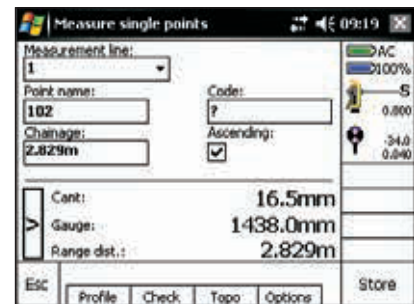 Measure single points 09:19
Measurement line:
1
Point name: Code:
102 ?
Chainage: Ascending:
2.829m
Cant: 16.5mm
Gauge: 1438.0mm
Range dist.: 2.829m
AC
100%
S
0.800
-34.0
0.040
>
Esc Profile Check Topo Options Store